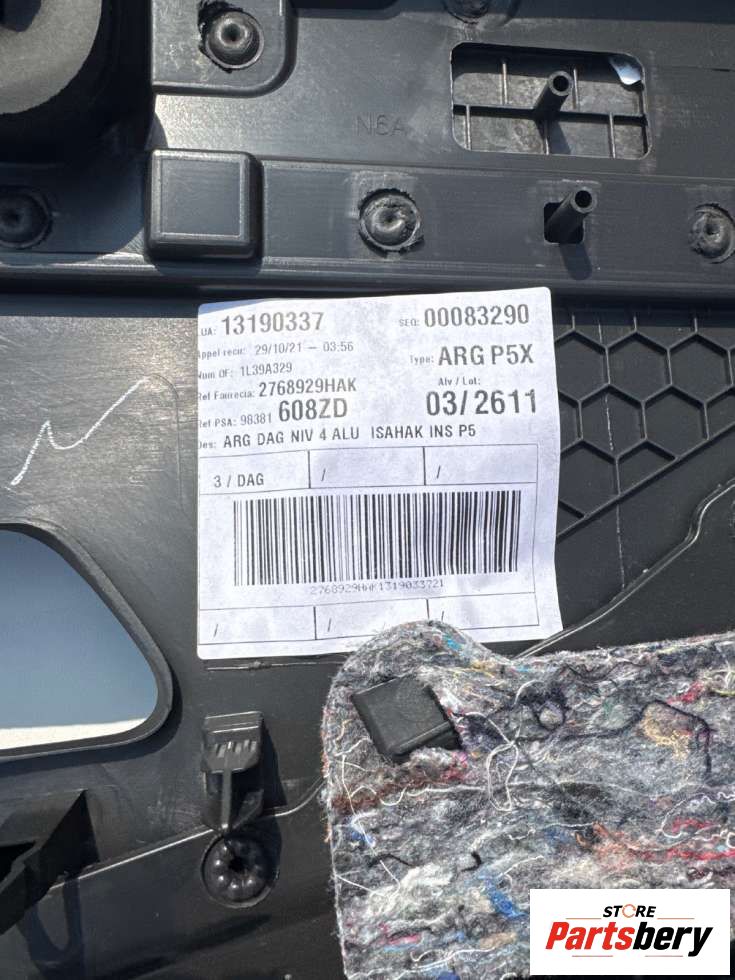 N6A
UA: 13190337 SEQ: 00083290
Appel recu: 29/10/21 - 03:56 Type: ARG P5X
Num OF: 1L39A329 Alv / Lot:
Ref Faurecia: 2768929HAK 03/2611
Ref PSA: 98381 608ZD
Des: ARG DAG NIV 4 ALU ISAHAK INS P5
3 / DAG / /
2768929HAK1319033721
/ / /
STORE
Partsbery